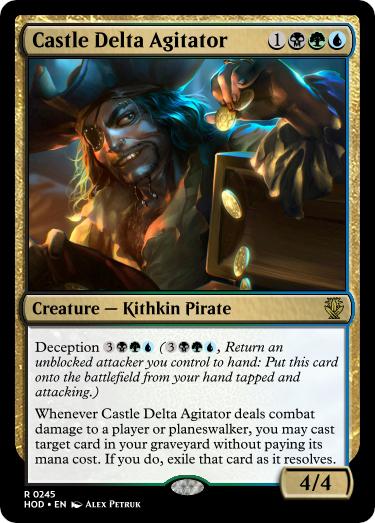 Castle Delta Agitator 1
Creature — Kithkin Pirate
Deception 3 (3, Return an
unblocked attacker you control to hand: Put this card
onto the battlefield from your hand tapped and
attacking.)
Whenever Castle Delta Agitator deals combat
damage to a player or planeswalker, you may cast
target card in your graveyard without paying its
mana cost. If you do, exile that card as it resolves.
4/4
R 0245
HOD • EN Alex Petruk